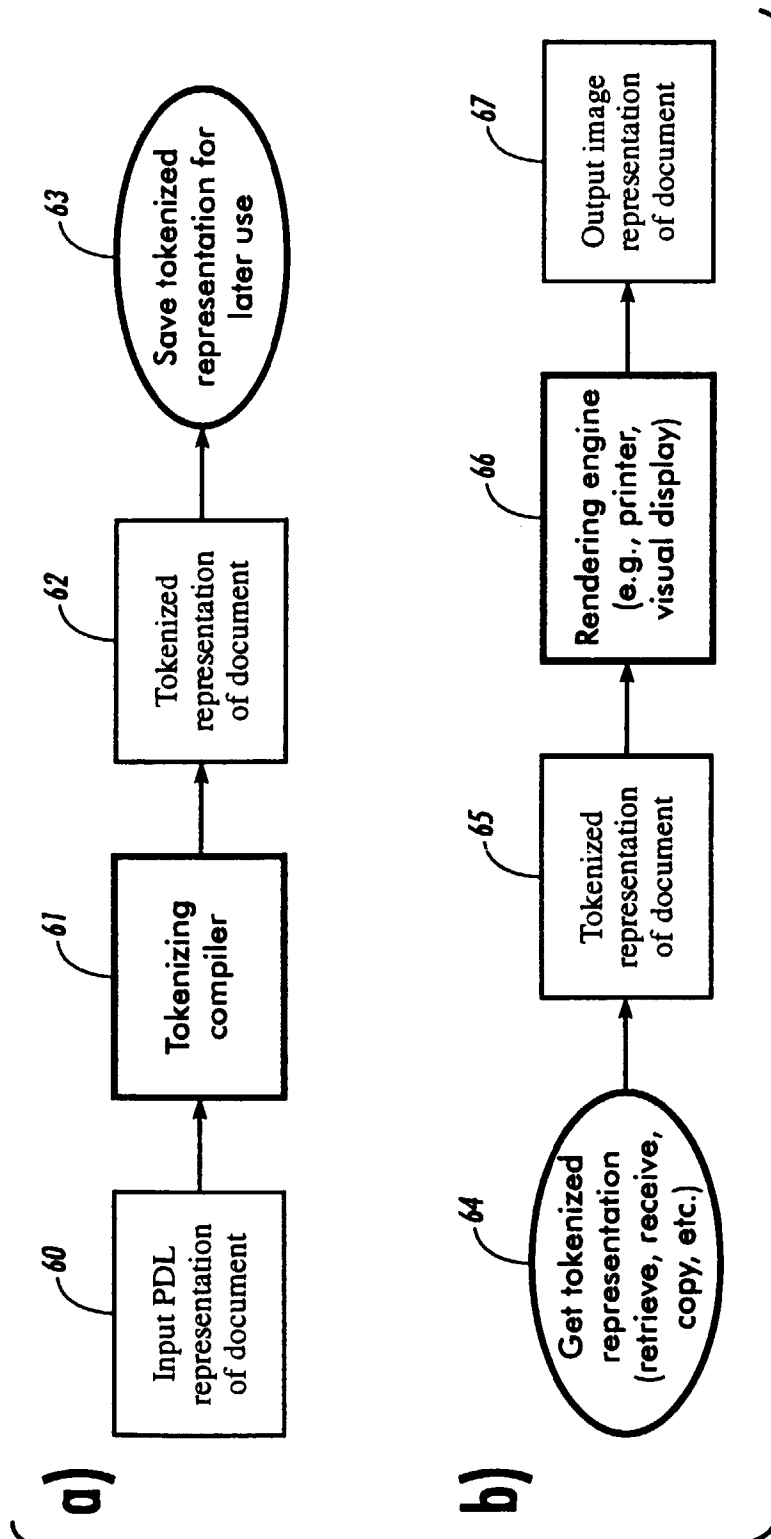 a)
60
Input PDL
representation
of document
61
Tokenizing
compiler
62
Tokenized
representation
of document
63
Save tokenized
representation for
later use
b)
64
Get tokenized
representation
(retrieve, receive,
copy, etc.)
65
Tokenized
representation
of document
66
Rendering engine
(e.g., printer,
visual display)
67
Output image
representation
of document